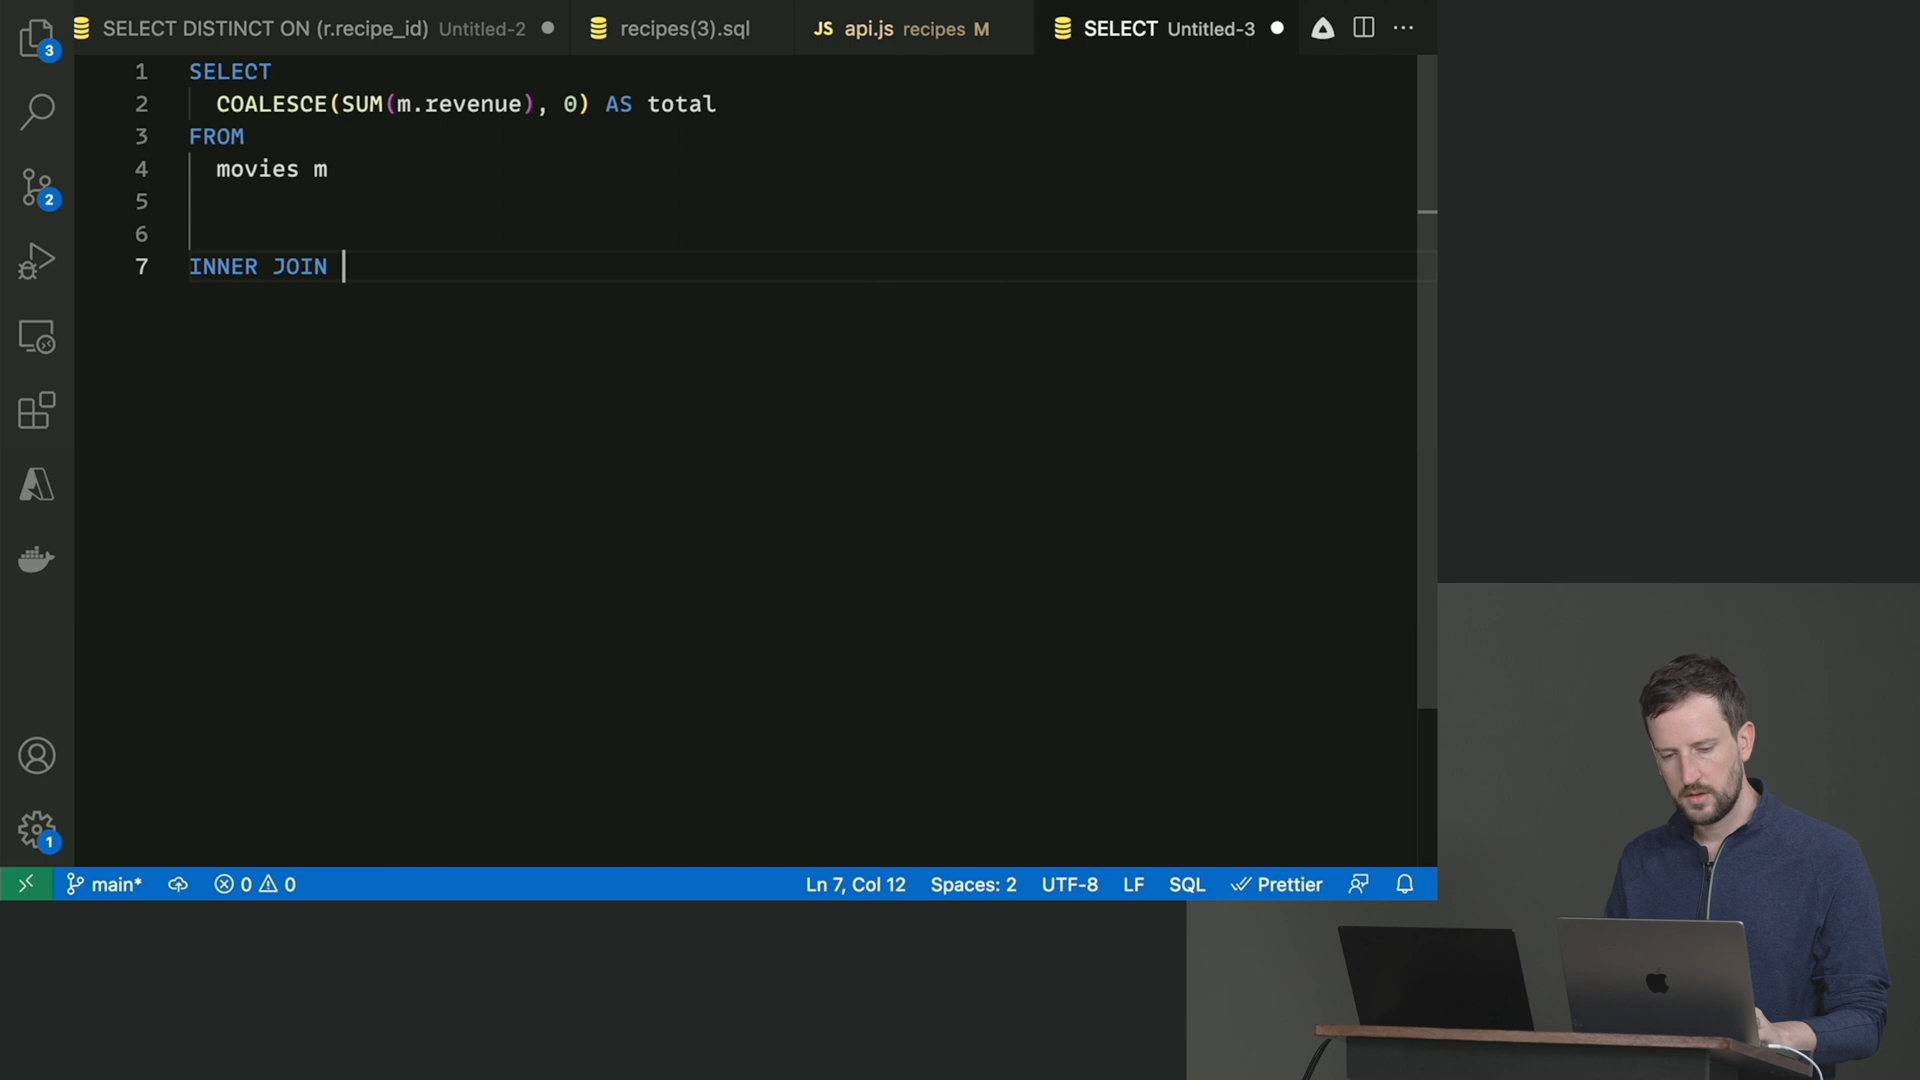 SELECT DISTINCT ON (r.recipe_id) Untitled-2
recipes(3).sql
JS api.js recipes M
SELECT Untitled-3
3
2
1
1 SELECT
2 COALESCE(SUM(m.revenue), 0) AS total
3 FROM
4 movies m
5
6
7 INNER JOIN
main* 0 0 Ln 7, Col 12 Spaces: 2 UTF-8 LF SQL Prettier